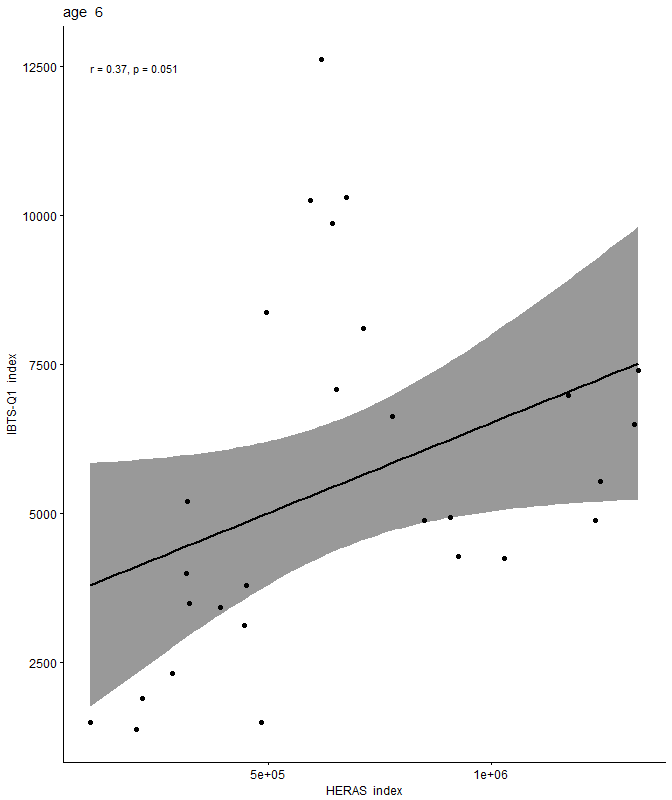 age 6
12500
r = 0.37, p = 0.051
10000
7500
IBTS-Q1 index
5000
2500
5e+05
1e+06
HERAS index